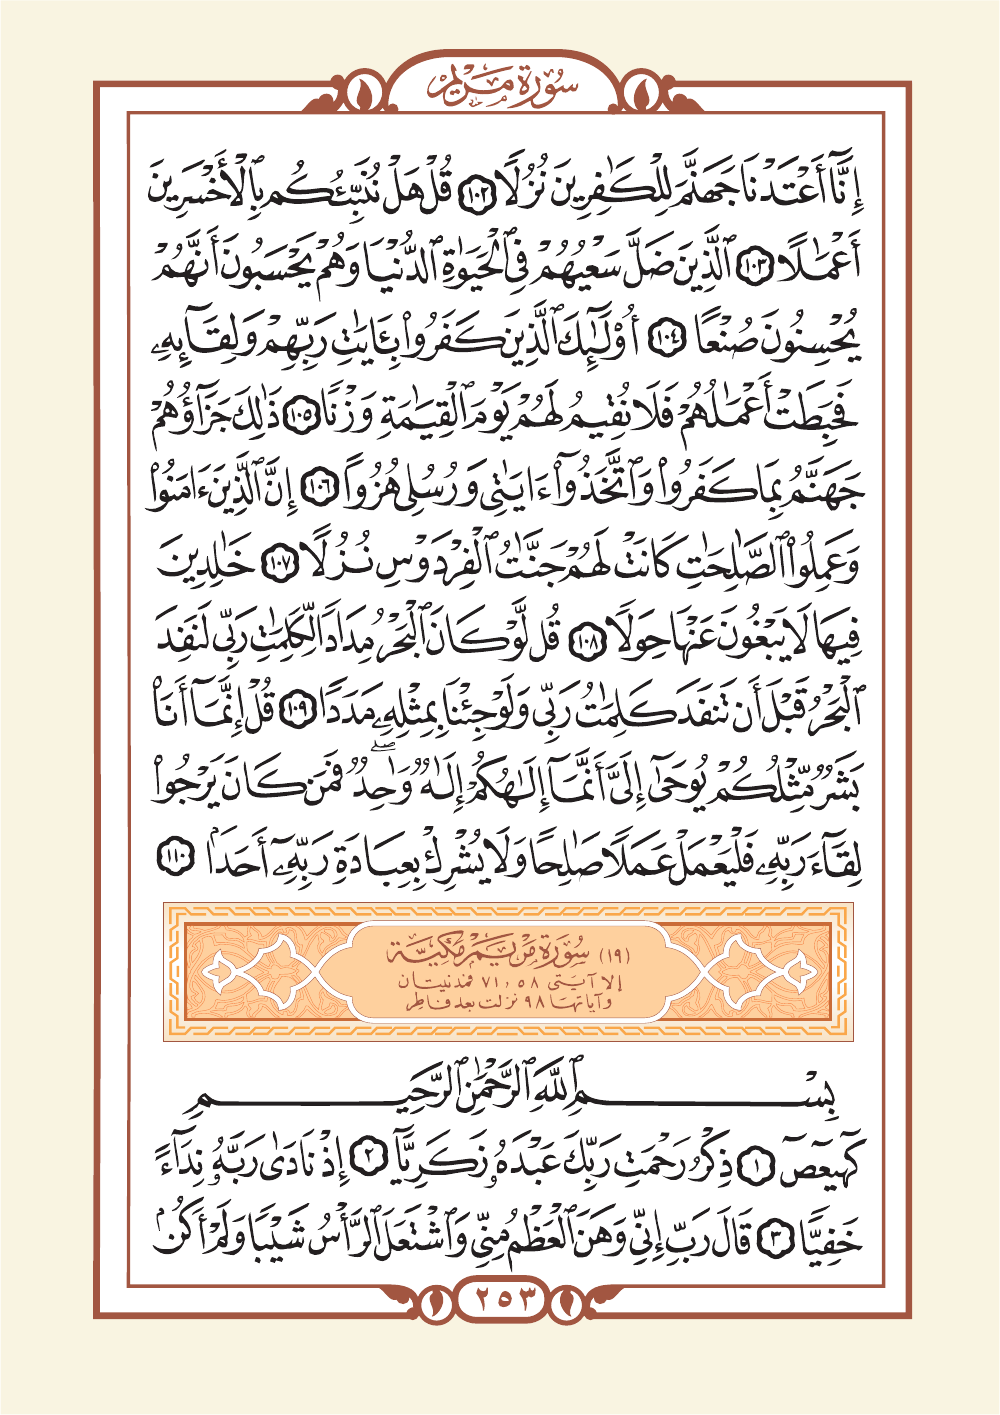 سُورَةُ مَرْيَمَ
إِنَّآ أَعْتَدْنَا جَهَنَّمَ لِلْكَٰفِرِينَ نُزُلًا ١٠٢ قُلْ هَلْ نُنَبِّئُكُم بِٱلْأَخْسَرِينَ
أَعْمَٰلًا ١٠٣ ٱلَّذِينَ ضَلَّ سَعْيُهُمْ فِى ٱلْحَيَوٰةِ ٱلدُّنْيَا وَهُمْ يَحْسَبُونَ أَنَّهُمْ
يُحْسِنُونَ صُنْعًا ١٠٤ أُو۟لَٰٓئِكَ ٱلَّذِينَ كَفَرُوا۟ بِـَٔايَٰتِ رَبِّهِمْ وَلِقَآئِهِۦ
فَحَبِطَتْ أَعْمَٰلُهُمْ فَلَا نُقِيمُ لَهُمْ يَوْمَ ٱلْقِيَٰمَةِ وَزْنًا ١٠٥ ذَٰلِكَ جَزَآؤُهُمْ
جَهَنَّمُ بِمَا كَفَرُوا۟ وَٱتَّخَذُوٓا۟ ءَايَٰتِى وَرُسُلِى هُزُوًا ١٠٦ إِنَّ ٱلَّذِينَ ءَامَنُوا۟
وَعَمِلُوا۟ ٱلصَّٰلِحَٰتِ كَانَتْ لَهُمْ جَنَّٰتُ ٱلْفِرْدَوْسِ نُزُلًا ١٠٧ خَٰلِدِينَ
فِيهَا لَا يَبْغُونَ عَنْهَا حِوَلًا ١٠٨ قُل لَّوْ كَانَ ٱلْبَحْرُ مِدَادًا لِّكَلِمَٰتِ رَبِّى لَنَفِدَ
ٱلْبَحْرُ قَبْلَ أَن تَنفَدَ كَلِمَٰتُ رَبِّى وَلَوْ جِئْنَا بِمِثْلِهِۦ مَدَدًا ١٠٩ قُلْ إِنَّمَآ أَنَا۠
بَشَرٌ مِّثْلُكُمْ يُوحَىٰٓ إِلَىَّ أَنَّمَآ إِلَٰهُكُمْ إِلَٰهٌ وَٰحِدٌ ۖ فَمَن كَانَ يَرْجُوا۟
لِقَآءَ رَبِّهِۦ فَلْيَعْمَلْ عَمَلًا صَٰلِحًا وَلَا يُشْرِكْ بِعِبَادَةِ رَبِّهِۦٓ أَحَدًۢا ١١٠
(١٩) سُورَةُ مَرْيَمَ مَكِّيَّة
إلا آيتى ٥٨ ، ٧١ فمدنيتان
وآياتها ٩٨ نزلت بعد فاطر
بِسْمِ ٱللَّهِ ٱلرَّحْمَٰنِ ٱلرَّحِيمِ
كٓهيعٓصٓ ١ ذِكْرُ رَحْمَتِ رَبِّكَ عَبْدَهُۥ زَكَرِيَّآ ٢ إِذْ نَادَىٰ رَبَّهُۥ نِدَآءً
خَفِيًّا ٣ قَالَ رَبِّ إِنِّى وَهَنَ ٱلْعَظْمُ مِنِّى وَٱشْتَعَلَ ٱلرَّأْسُ شَيْبًا وَلَمْ أَكُنۢ
٢٥٣